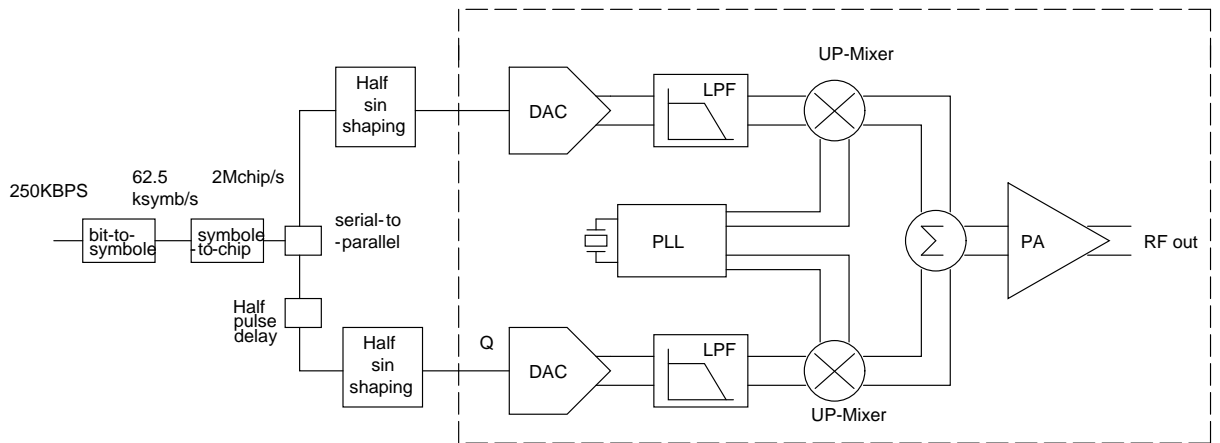 UP-Mixer
Half
sin
shaping
DAC
LPF
250KBPS
62.5
ksymb/s
2Mchip/s
bit-to-
symbole
symbole
-to-chip
serial-to
-parallel
PLL
Σ
PA
RF out
Half
pulse
delay
Half
sin
shaping
Q
DAC
LPF
UP-Mixer